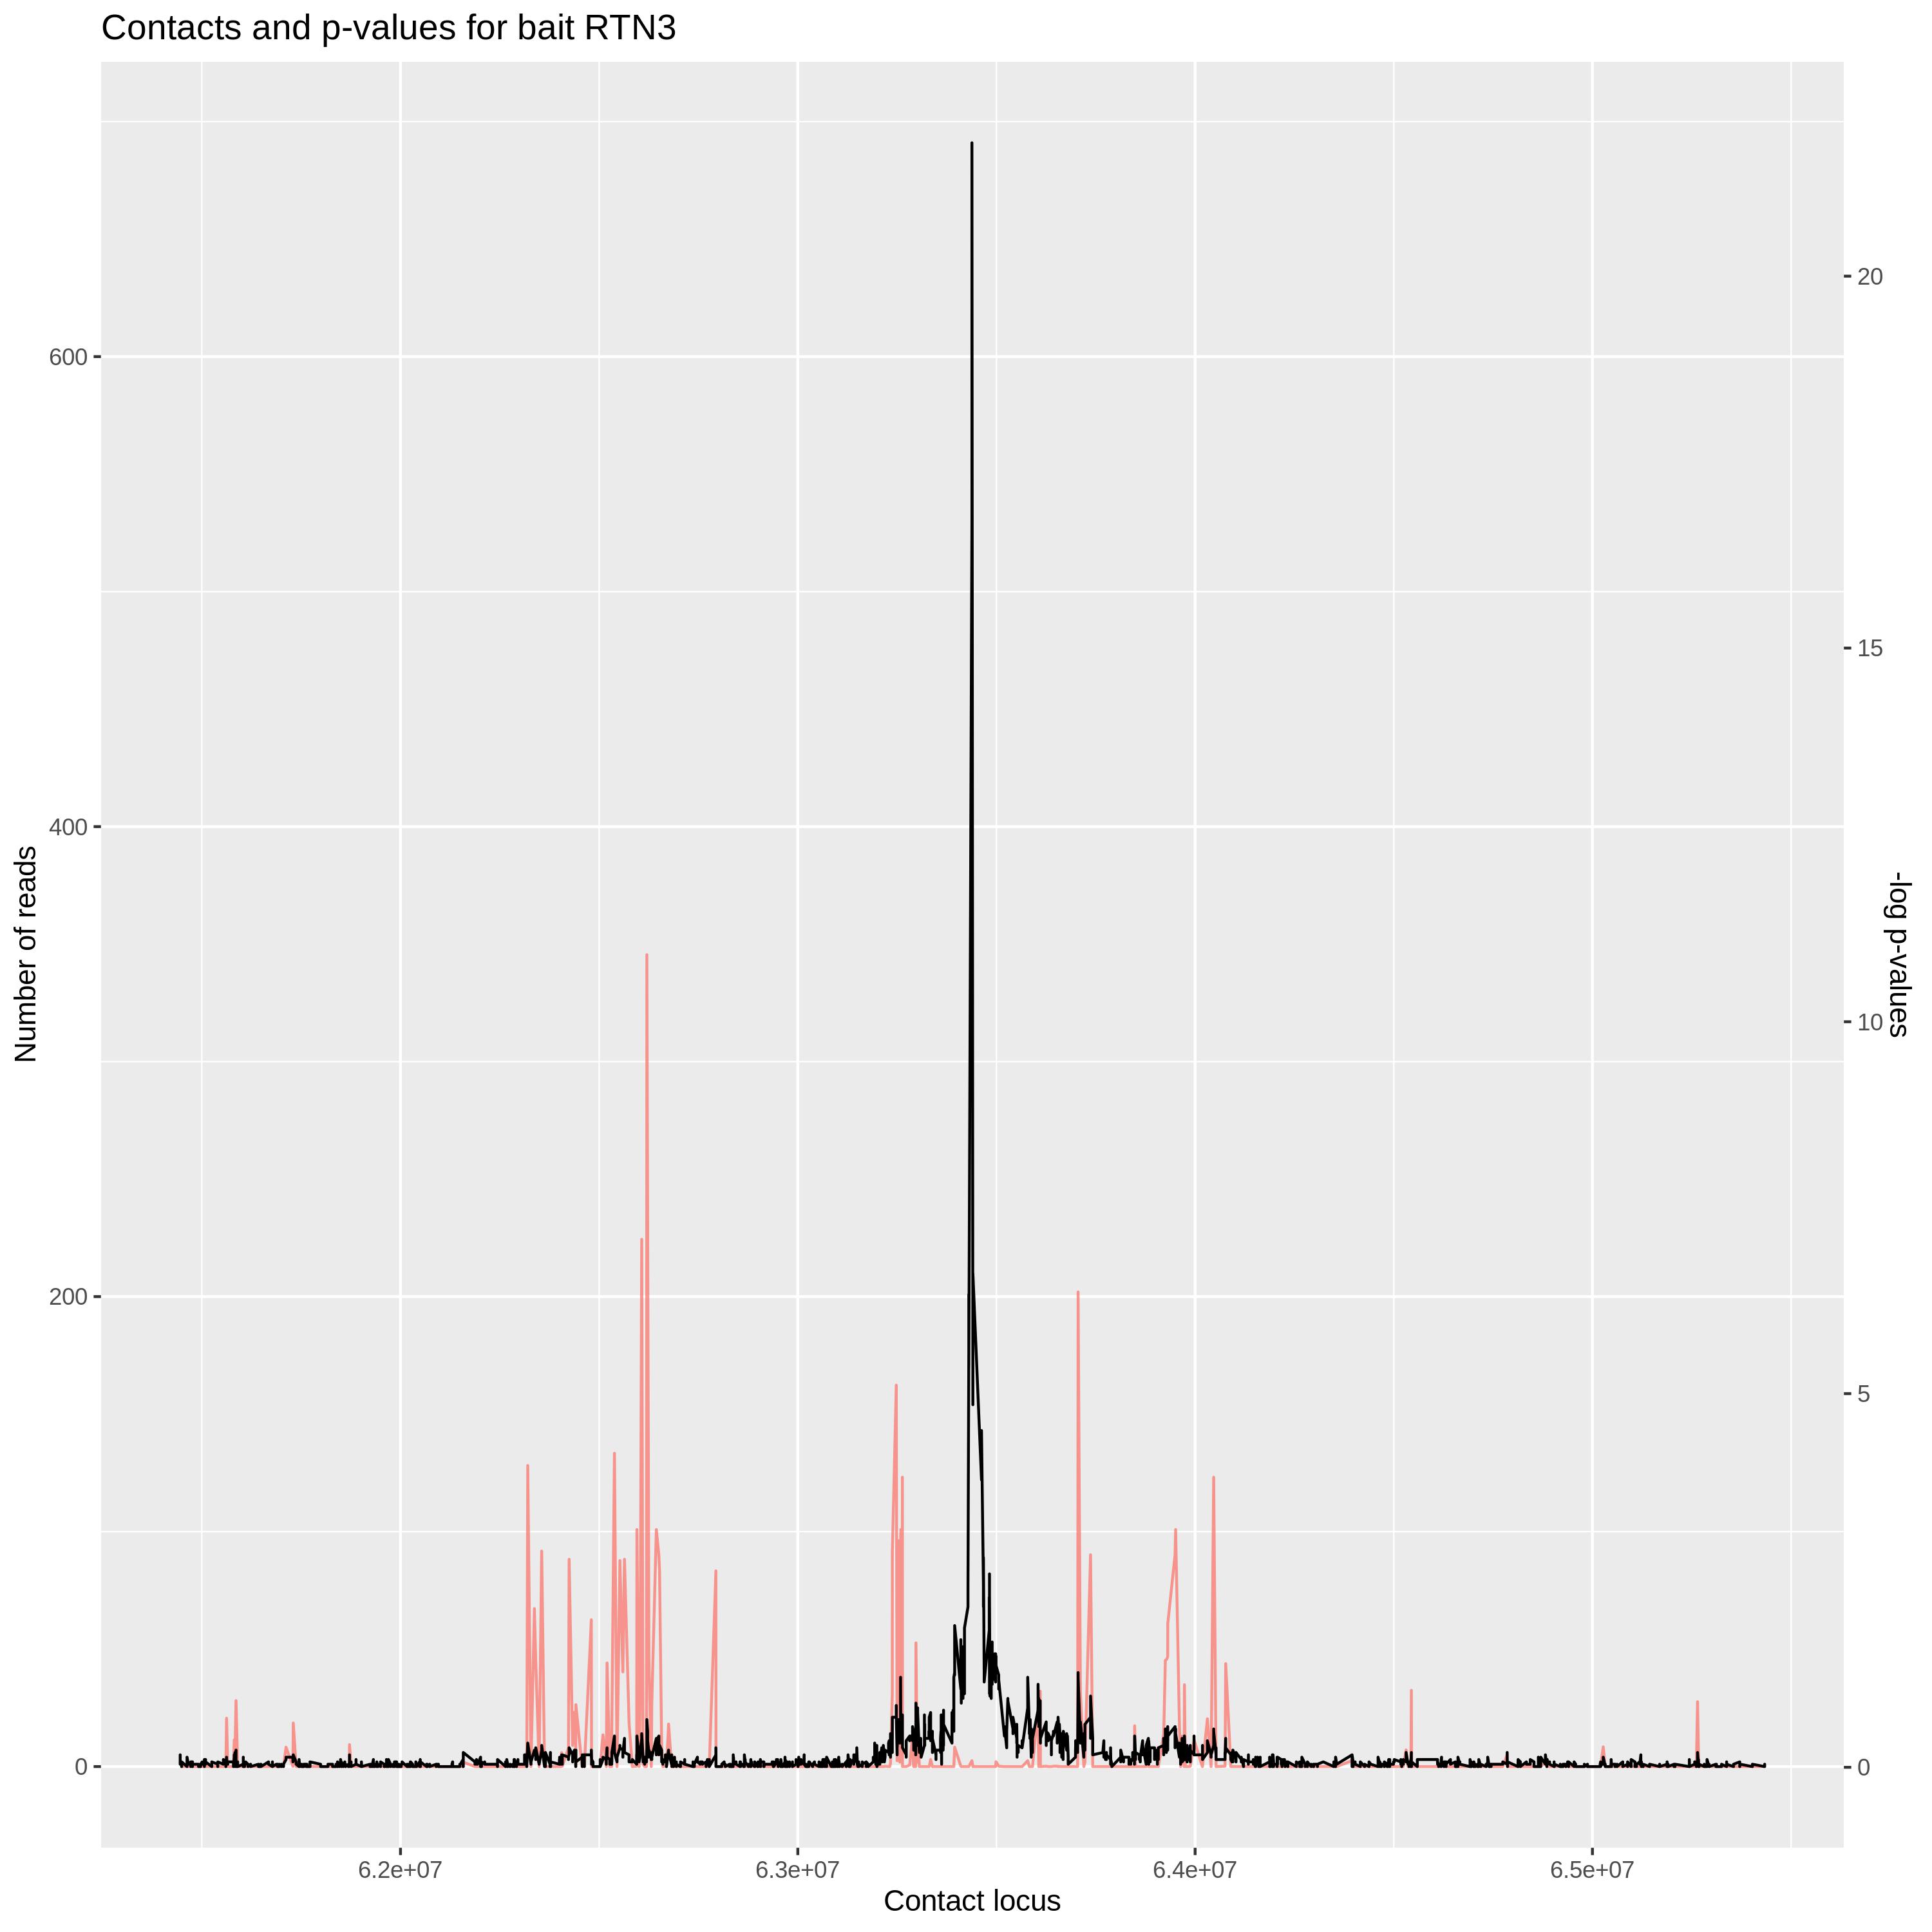 Contacts and p-values for bait RTN3
Number of reads
600
400
200
0
20
15
10
5
0
-log p-values
6.2e+07
6.3e+07
6.4e+07
6.5e+07
Contact locus